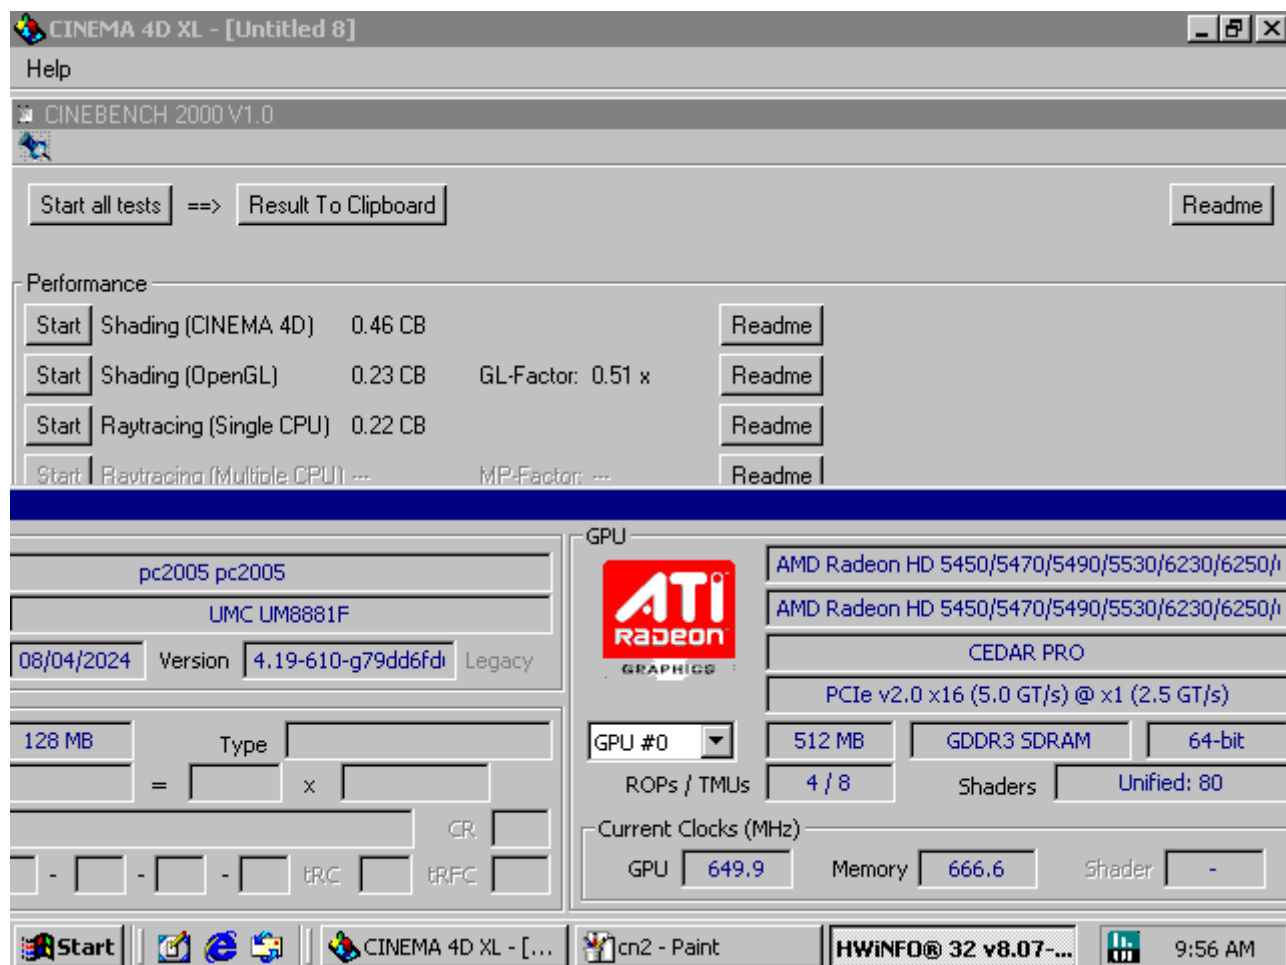 CINEMA 4D XL - [Untitled 8]
Help
CINEBENCH 2000 V1.0
Start all tests ==> Result To Clipboard Readme
Performance
Start Shading (CINEMA 4D) 0.46 CB Readme
Start Shading (OpenGL) 0.23 CB GL-Factor: 0.51 x Readme
Start Raytracing (Single CPU) 0.22 CB Readme
Start Raytracing (Multiple CPU) --- MP-Factor: --- Readme
GPU
pc2005 pc2005 AMD Radeon HD 5450/5470/5490/5530/6230/6250/
ATI
RADEON
GRAPHICS
UMC UM8881F AMD Radeon HD 5450/5470/5490/5530/6230/6250/
08/04/2024 Version 4.19-610-g79dd6fd Legacy CEDAR PRO
PCIe v2.0 x16 (5.0 GT/s) @ x1 (2.5 GT/s)
128 MB Type GPU #0 512 MB GDDR3 SDRAM 64-bit
= x ROPs / TMUs 4 / 8 Shaders Unified: 80
CR Current Clocks (MHz)
- - - tRC tRFC GPU 649.9 Memory 666.6 Shader -
Start CINEMA 4D XL - [... cn2 - Paint HWiNFO® 32 v8.07-... 9:56 AM